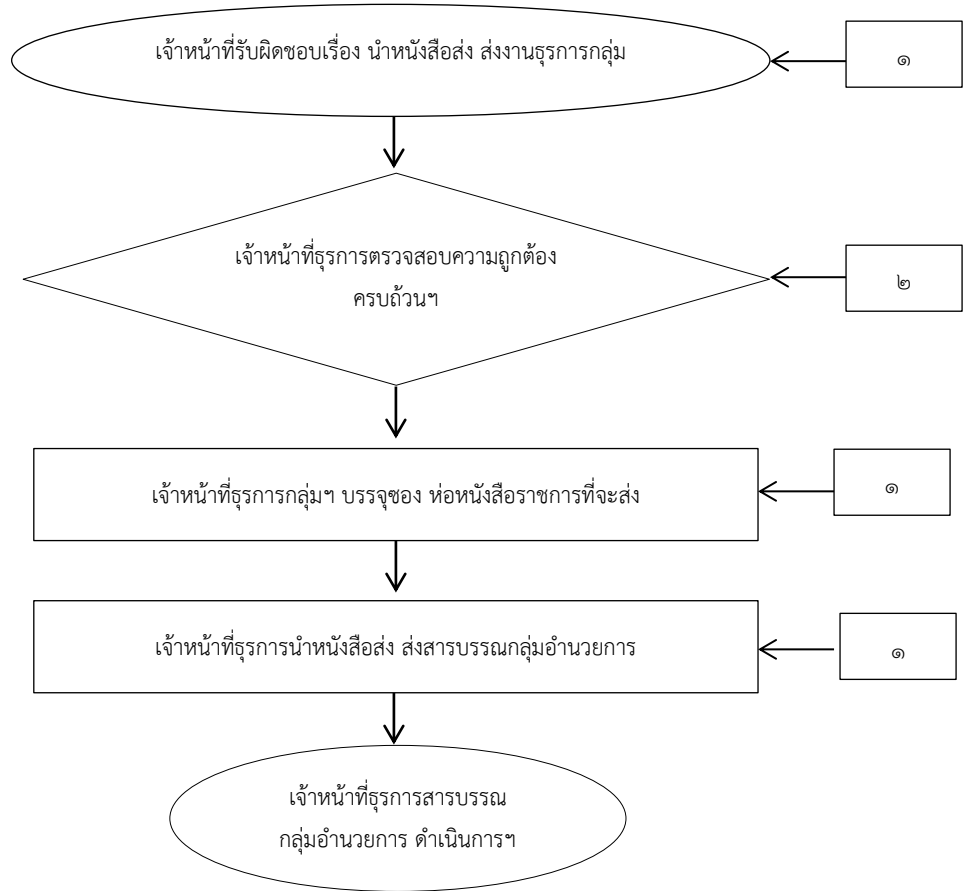 เจ้าหน้าที่รับผิดชอบเรื่อง นำหนังสือส่ง ส่งงานธุรการกลุ่ม
๑
เจ้าหน้าที่ธุรการตรวจสอบความถูกต้อง
ครบถ้วนฯ
๒
เจ้าหน้าที่ธุรการกลุ่มฯ บรรจุซอง ห่อหนังสือราชการที่จะส่ง
๑
เจ้าหน้าที่ธุรการนำหนังสือส่ง ส่งสารบรรณกลุ่มอำนวยการ
๑
เจ้าหน้าที่ธุรการสารบรรณ
กลุ่มอำนวยการ ดำเนินการฯ